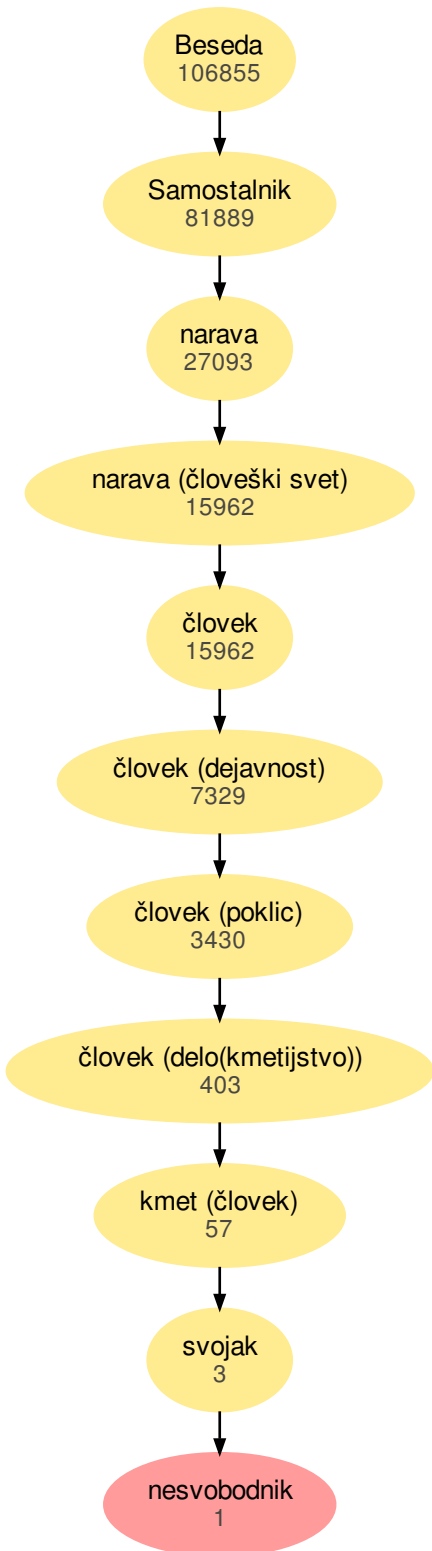 Beseda
106855
Samostalnik
81889
narava
27093
narava (človeški svet)
15962
človek
15962
človek (dejavnost)
7329
človek (poklic)
3430
človek (delo(kmetijstvo))
403
kmet (človek)
57
svojak
3
nesvobodnik
1